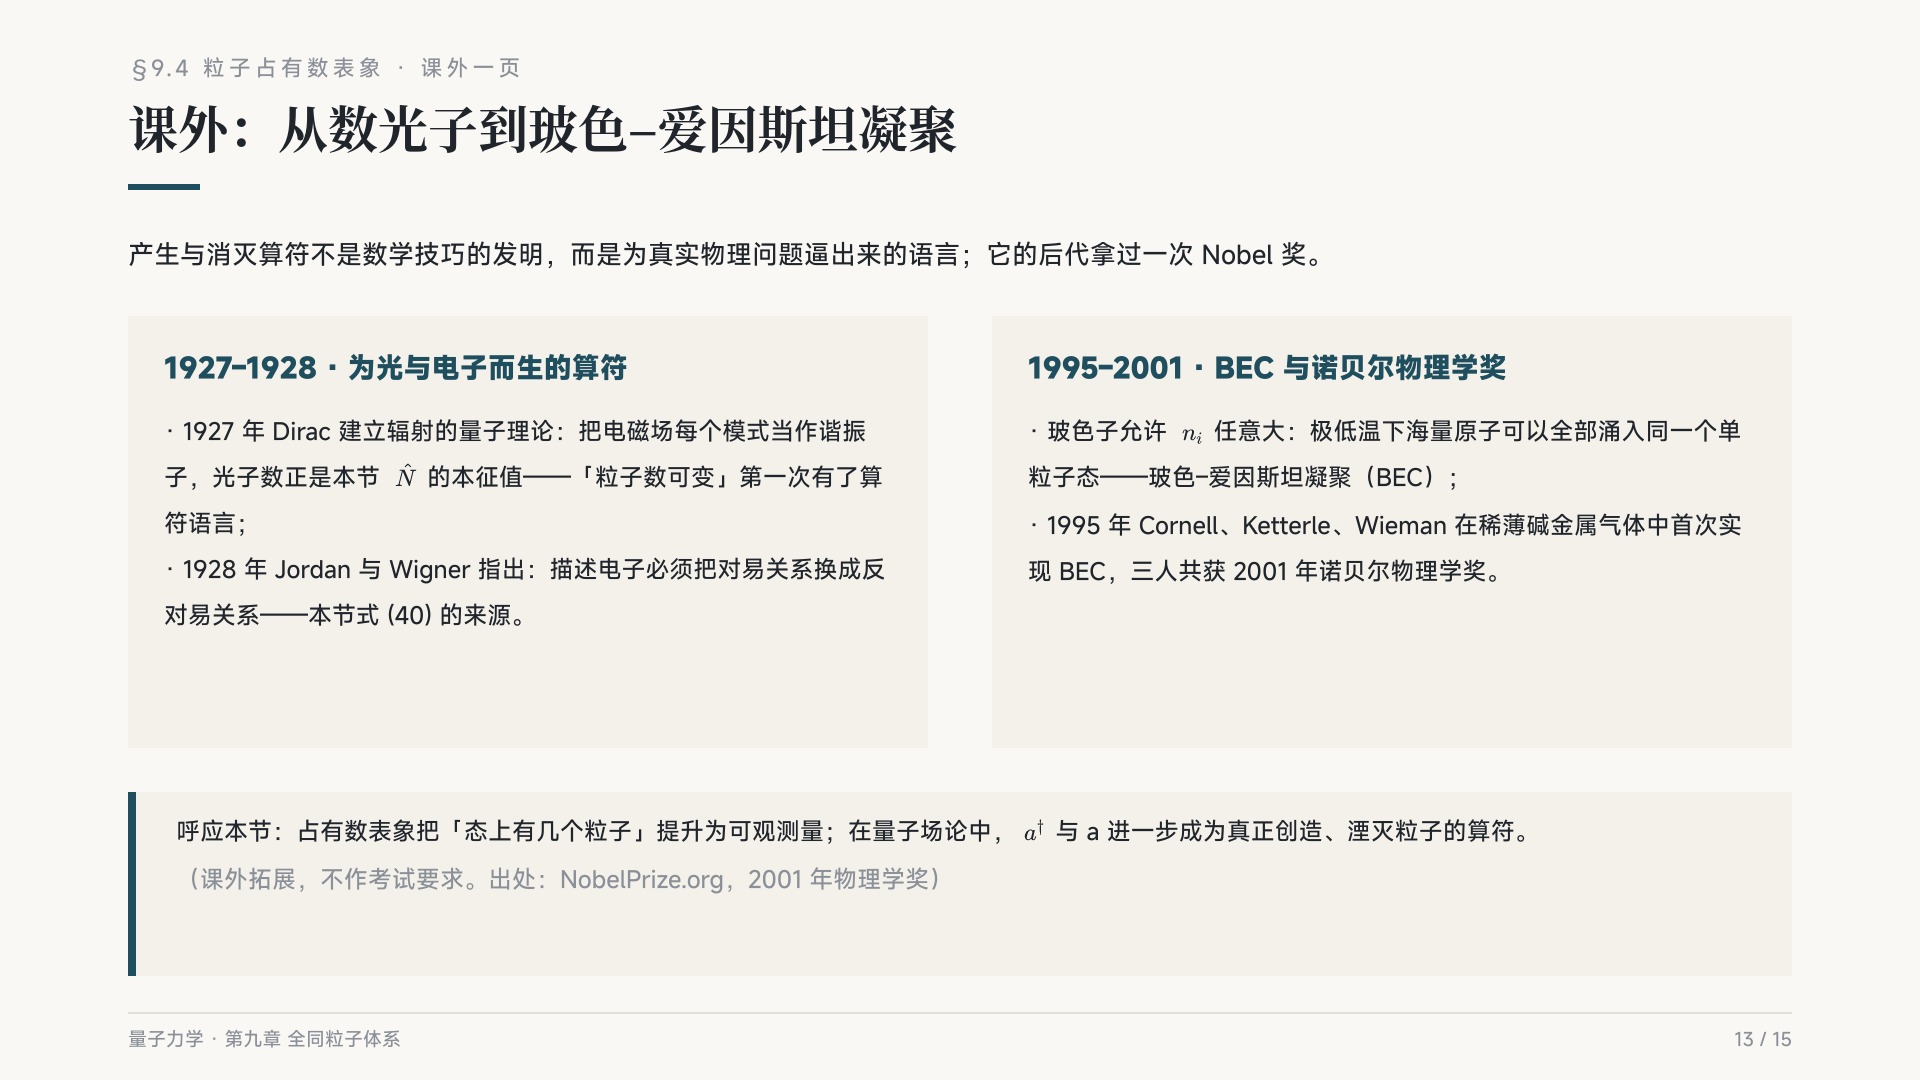 §9.4 粒子占有数表象 · 课外一页
课外：从数光子到玻色–爱因斯坦凝聚
产生与消灭算符不是数学技巧的发明，而是为真实物理问题逼出来的语言；它的后代拿过一次 Nobel 奖。
1927–1928 · 为光与电子而生的算符
· 1927 年 Dirac 建立辐射的量子理论：把电磁场每个模式当作谐振
子，光子数正是本节 N̂ 的本征值——「粒子数可变」第一次有了算
符语言；
· 1928 年 Jordan 与 Wigner 指出：描述电子必须把对易关系换成反
对易关系——本节式 (40) 的来源。
1995–2001 · BEC 与诺贝尔物理学奖
· 玻色子允许 nᵢ 任意大：极低温下海量原子可以全部涌入同一个单
粒子态——玻色–爱因斯坦凝聚（BEC）；
· 1995 年 Cornell、Ketterle、Wieman 在稀薄碱金属气体中首次实
现 BEC，三人共获 2001 年诺贝尔物理学奖。
呼应本节：占有数表象把「态上有几个粒子」提升为可观测量；在量子场论中， a† 与 a 进一步成为真正创造、湮灭粒子的算符。
（课外拓展，不作考试要求。出处：NobelPrize.org，2001 年物理学奖）
量子力学 · 第九章 全同粒子体系
13 / 15